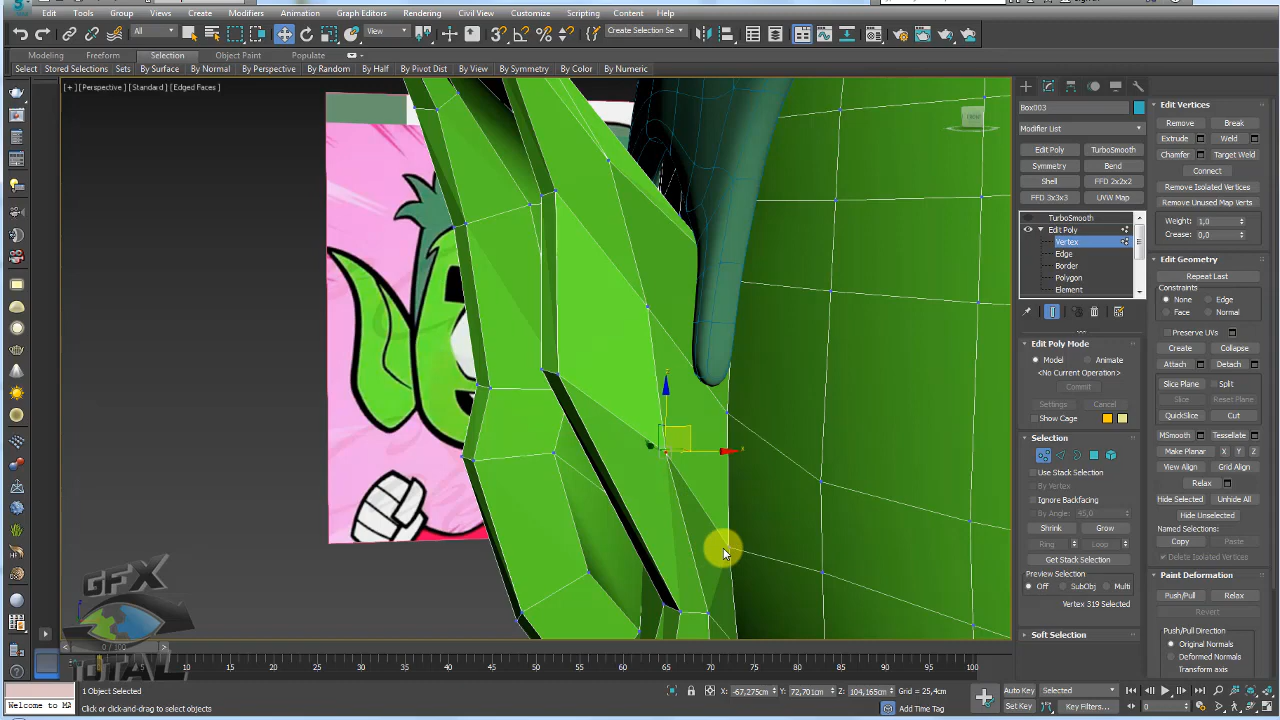 Edit Tools Group Views Create Modifiers Animation Graph Editors Rendering Civil View Customize Scripting Content Help
All View Create Selection Se
Modeling Freeform Selection Object Paint Populate
Select Stored Selections Sets By Surface By Normal By Perspective By Random By Half By Pivot Dist By View By Symmetry By Color By Numeric
[+] [Perspective] [Standard] [Edged Faces]
Box003
Modifier List
Edit Poly TurboSmooth
Symmetry Bend
Shell FFD 2x2x2
FFD 3x3x3 UVW Map
TurboSmooth
Edit Poly
Vertex
Edge
Border
Polygon
Element
Edit Poly Mode
Model Animate
<No Current Operation>
Commit
Settings Cancel
Show Cage
Selection
Use Stack Selection
By Vertex
Ignore Backfacing
By Angle: 45,0
Shrink Grow
Ring Loop
Get Stack Selection
Preview Selection
Off SubObj Multi
Vertex 319 Selected
Soft Selection
Edit Vertices
Remove Break
Extrude Weld
Chamfer Target Weld
Connect
Remove Isolated Vertices
Remove Unused Map Verts
Weight: 1,0
Crease: 0,0
Edit Geometry
Repeat Last
Constraints
None Edge
Face Normal
Preserve UVs
Create Collapse
Attach Detach
Slice Plane Split
Slice Reset Plane
QuickSlice Cut
MSmooth Tessellate
Make Planar X Y Z
View Align Grid Align
Relax
Hide Selected Unhide All
Hide Unselected
Named Selections:
Copy Paste
Delete Isolated Vertices
Paint Deformation
Push/Pull Relax
Revert
Push/Pull Direction
Original Normals
Deformed Normals
Transform axis
z
x
GFX
TOTAL
0 / 100
5 10 15 20 25 30 35 40 45 50 55 60 65 70 75 80 85 90 95 100
1 Object Selected
X: -67,275cm Y: 72,701cm Z: 104,165cm Grid = 25,4cm
Auto Key Selected
Welcome to MA
Click or click-and-drag to select objects
Add Time Tag
Set Key Key Filters...
0